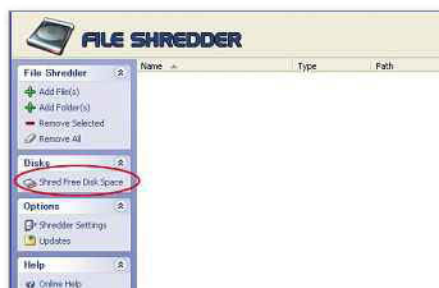 FILE SHREDDER
Name Type Path
File Shredder
Add File(s)
Add Folder(s)
Remove Selected
Remove All
Disks
Shred Free Disk Space
Options
Shredder Settings
Updates
Help
Online Help